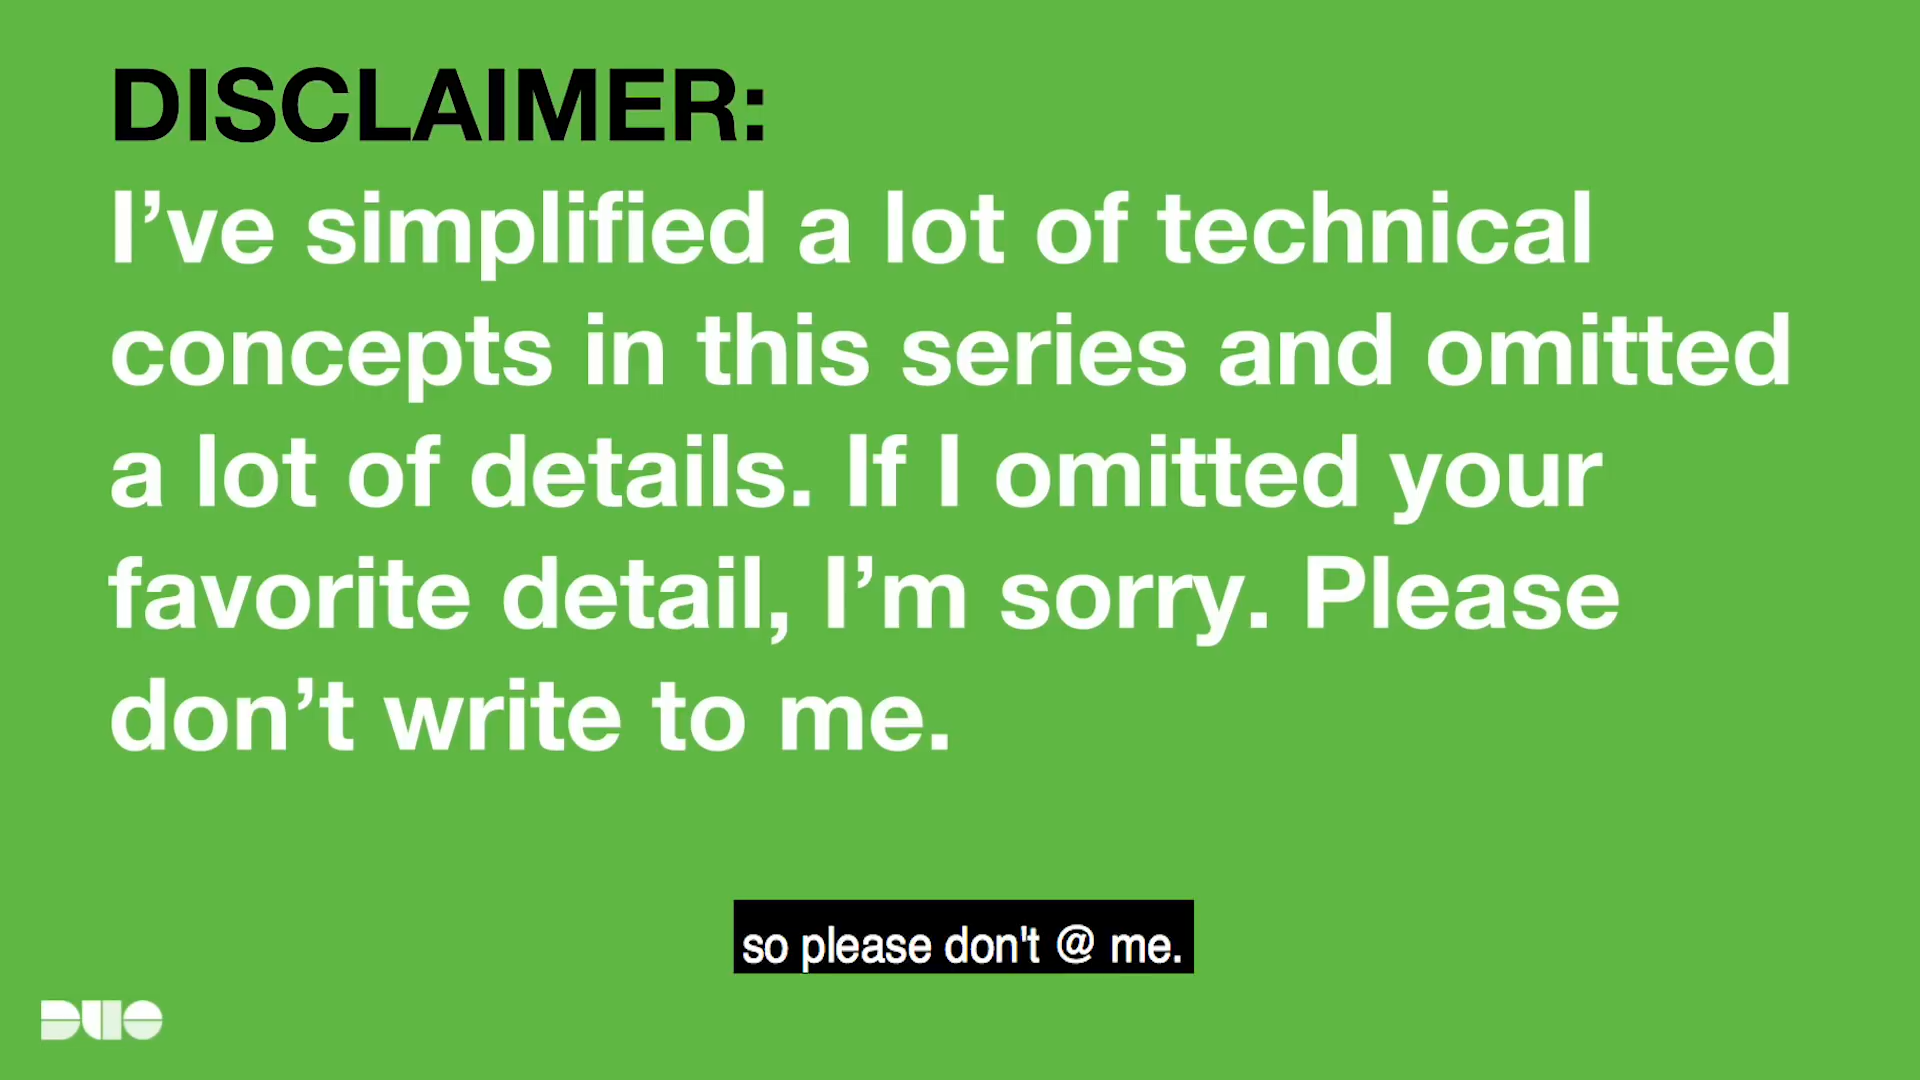 DISCLAIMER:
I’ve simplified a lot of technical
concepts in this series and omitted
a lot of details. If I omitted your
favorite detail, I’m sorry. Please
don’t write to me.
so please don't @ me.
DUO